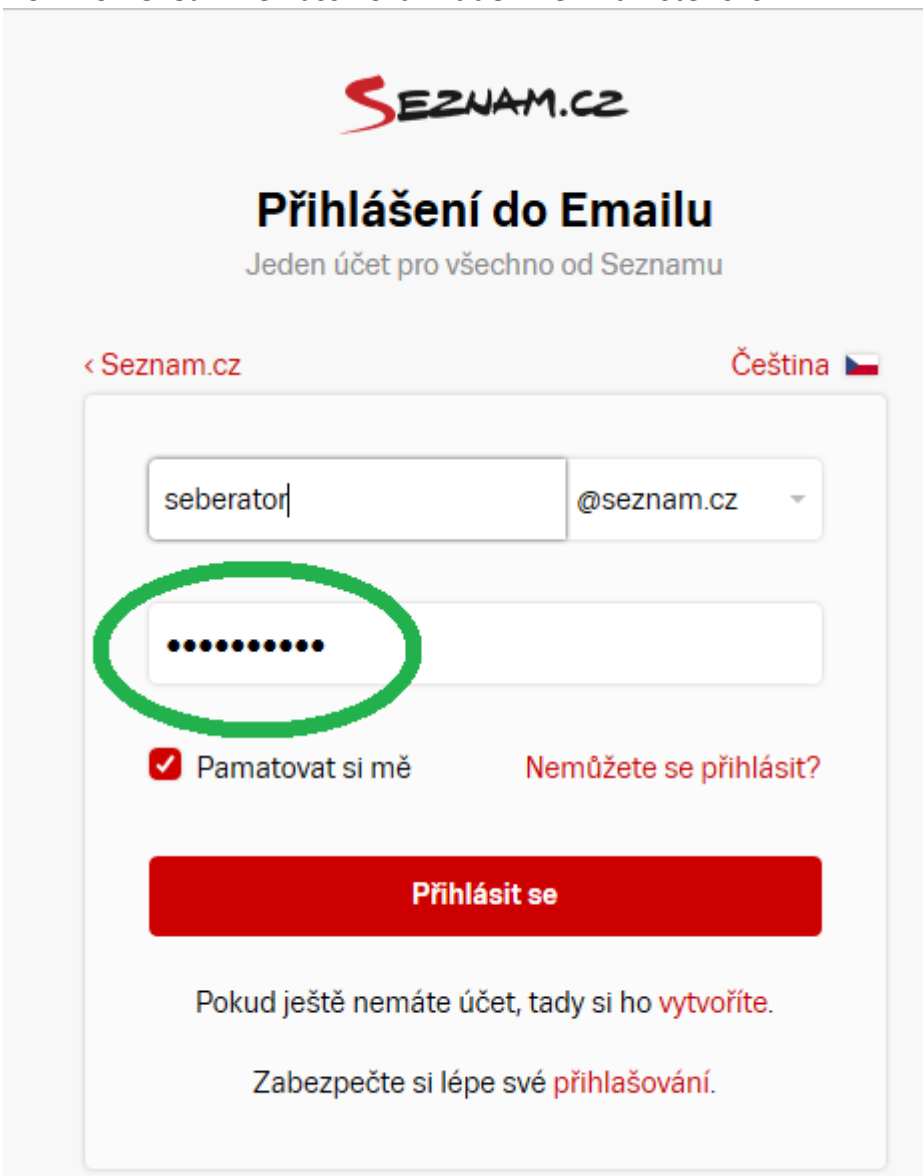 SEZNAM.CZ
Přihlášení do Emailu
Jeden účet pro všechno od Seznamu
‹ Seznam.cz Čeština
seberator @seznam.cz
••••••••••
Pamatovat si mě Nemůžete se přihlásit?
Přihlásit se
Pokud ještě nemáte účet, tady si ho vytvoříte.
Zabezpečte si lépe své přihlašování.